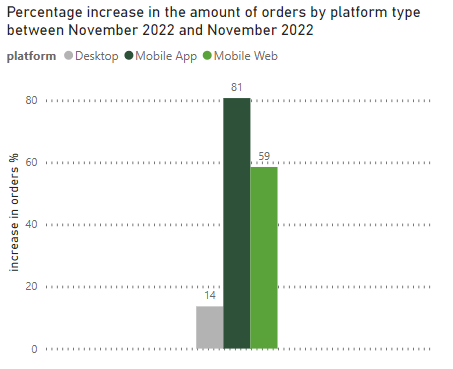 Percentage increase in the amount of orders by platform type
between November 2022 and November 2022
platform Desktop Mobile App Mobile Web
81
80
60
59
40
20
14
0
increase in orders %